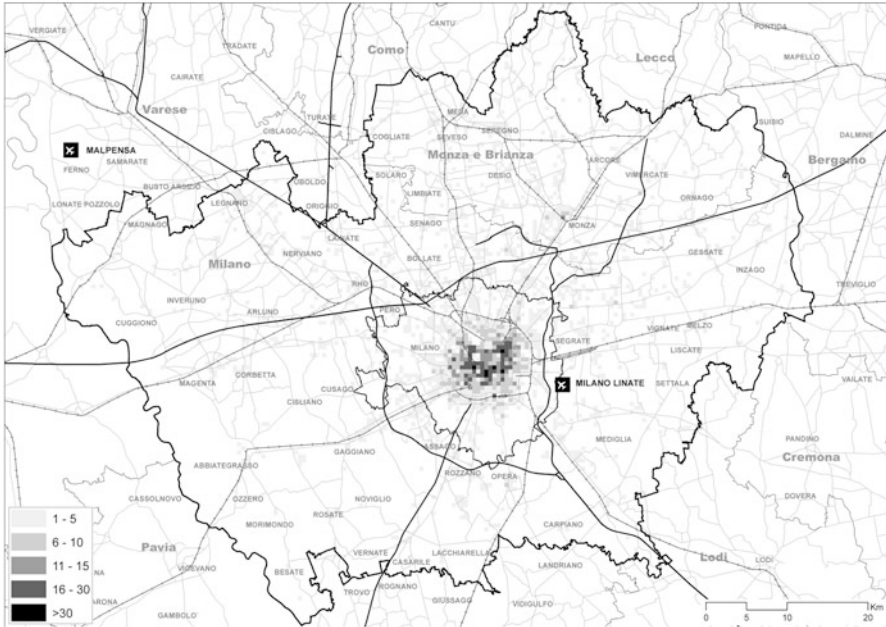 VERGIATE
TRADATE
CANTU
Como
PONTIDA
Lecco
MAPELLO
CAIRATE
Varese
TURATE
MEDA
SUISIO
CISLAGO
COGLIATE
SEVESO
SEREGNO
DALMINE
MALPENSA
SAMARATE
FERNO
Monza e Brianza
ARCORE
Bergamo
BUSTO ARSIZIO
UBOLDO
SOLARO
DESIO
VIMERCATE
LIMBIATE
LONATE POZZOLO
LEGNANO
ORIGGIO
ORNAGO
MAGNAGO
SENAGO
MONZA
NERVIANO
LAINATE
GESSATE
Milano
BOLLATE
INZAGO
RHO
TREVIGLIO
INVERUNO
ARLUNO
PERO
CUGGIONO
VIGNATE
MELZO
MILANO
SEGRATE
LISCATE
CORBETTA
MAGENTA
CUSAGO
MILANO LINATE
SETTALA
VAILATE
CISLIANO
MEDIGLIA
PANDINO
ASSAGO
GAGGIANO
Cremona
ABBIATEGRASSO
ROZZANO
OPERA
CASSOLNOVO
OZZERO
NOVIGLIO
DOVERA
1 - 5
ROSATE
MORIMONDO
CARPIANO
6 - 10
Pavia
VERNATE
LACCHIARELLA
Lodi
LODI
11 - 15
VIGEVANO
CASARILE
LANDRIANO
BESATE
16 - 30
ROGNANO
TROVO
GIUSSAGO
VIDIGULFO
>30
GAMBOLO'
Km
0 5 10 20